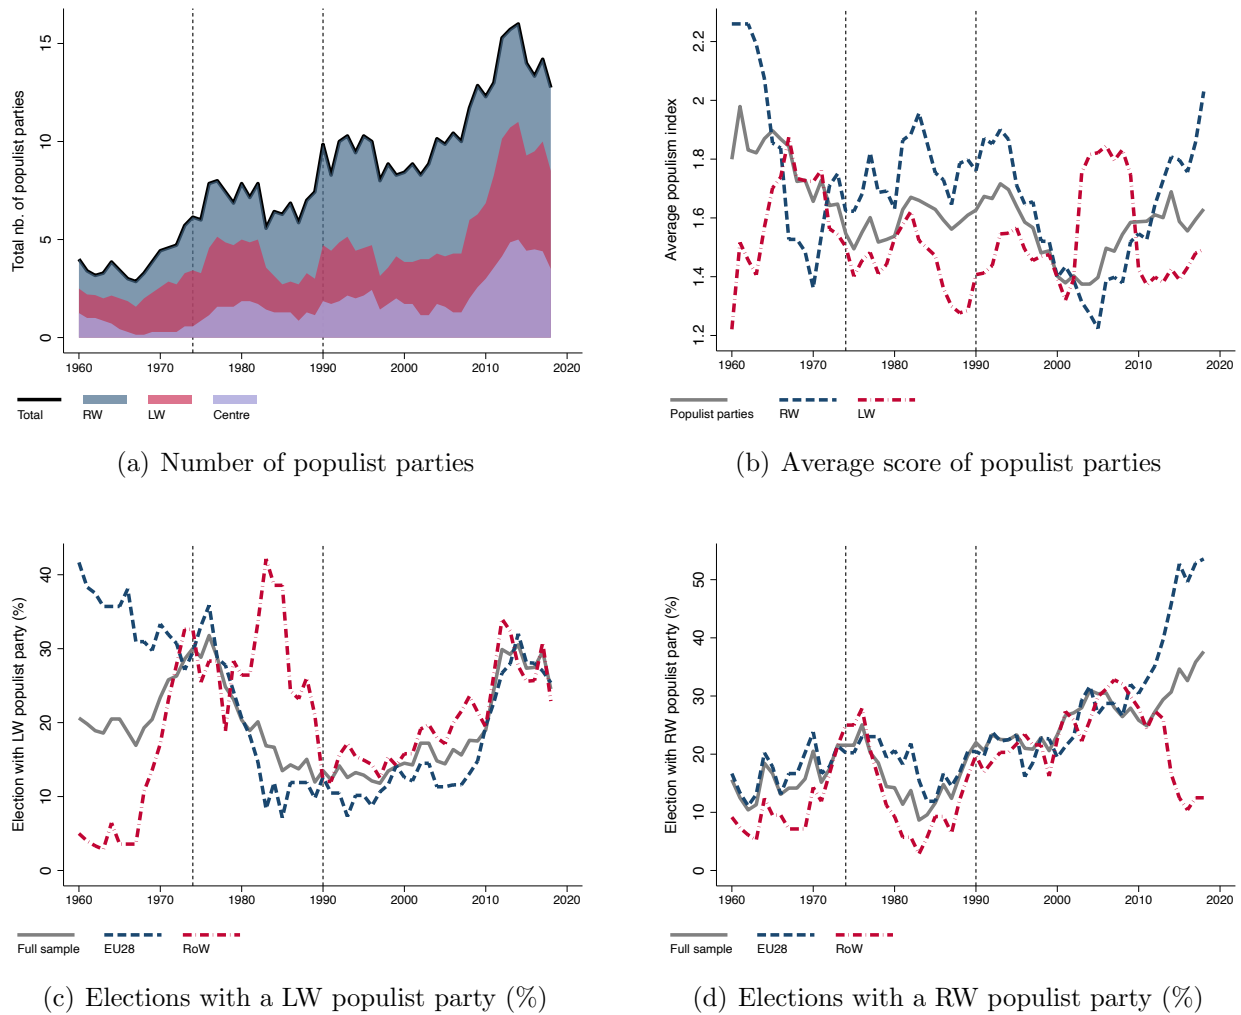 Total nb. of populist parties
15
10
5
0
1960 1970 1980 1990 2000 2010 2020
Total RW LW Centre
(a) Number of populist parties
Average populism index
2.2
2
1.8
1.6
1.4
1.2
1960 1970 1980 1990 2000 2010 2020
Populist parties RW LW
(b) Average score of populist parties
Election with LW populist party (%)
40
30
20
10
0
1960 1970 1980 1990 2000 2010 2020
Full sample EU28 RoW
(c) Elections with a LW populist party (%)
Election with RW populist party (%)
50
40
30
20
10
0
1960 1970 1980 1990 2000 2010 2020
Full sample EU28 RoW
(d) Elections with a RW populist party (%)